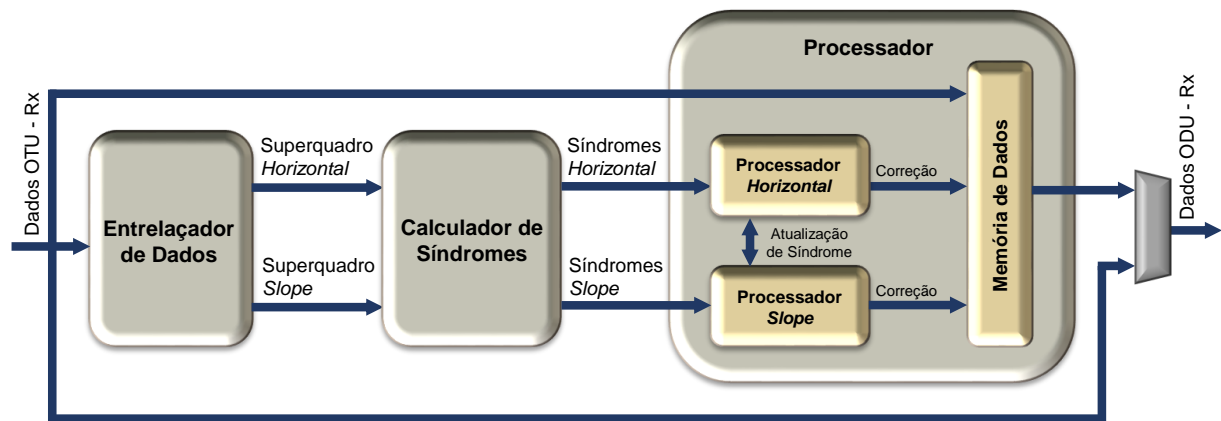 Dados OTU - Rx
Entrelaçador
de Dados
Superquadro
Horizontal
Superquadro
Slope
Calculador de
Síndromes
Síndromes
Horizontal
Síndromes
Slope
Processador
Processador
Horizontal
Atualização
de Síndrome
Processador
Slope
Correção
Correção
Memória de Dados
Dados ODU - Rx